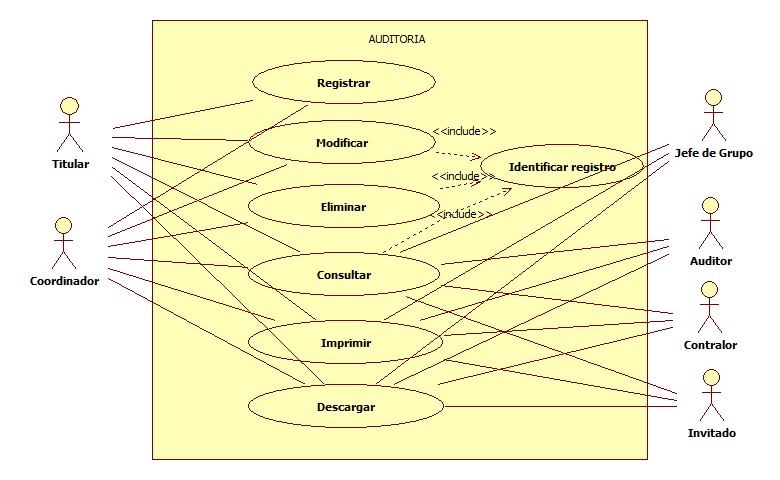 AUDITORIA
Registrar
Modificar
<<include>>
Identificar registro
<<include>>
Eliminar
<<include>>
Consultar
Imprimir
Descargar
Titular
Coordinador
Jefe de Grupo
Auditor
Contralor
Invitado